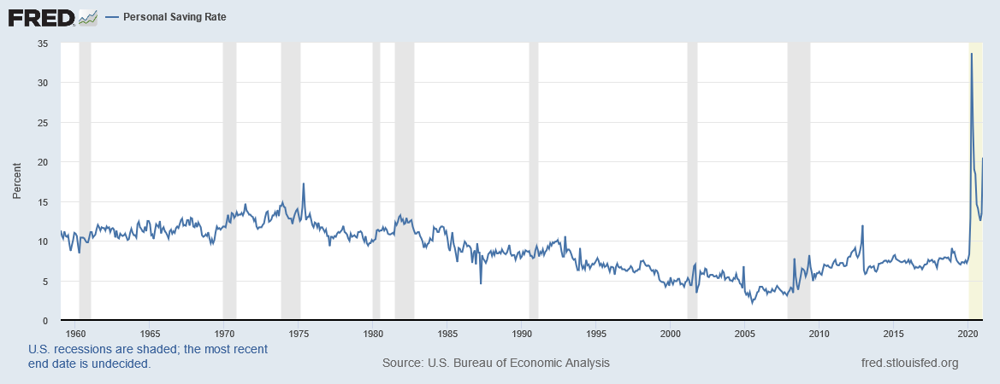 FRED
Personal Saving Rate
35
30
25
20
15
10
5
0
Percent
1960 1965 1970 1975 1980 1985 1990 1995 2000 2005 2010 2015 2020
U.S. recessions are shaded; the most recent
end date is undecided.
Source: U.S. Bureau of Economic Analysis
fred.stlouisfed.org